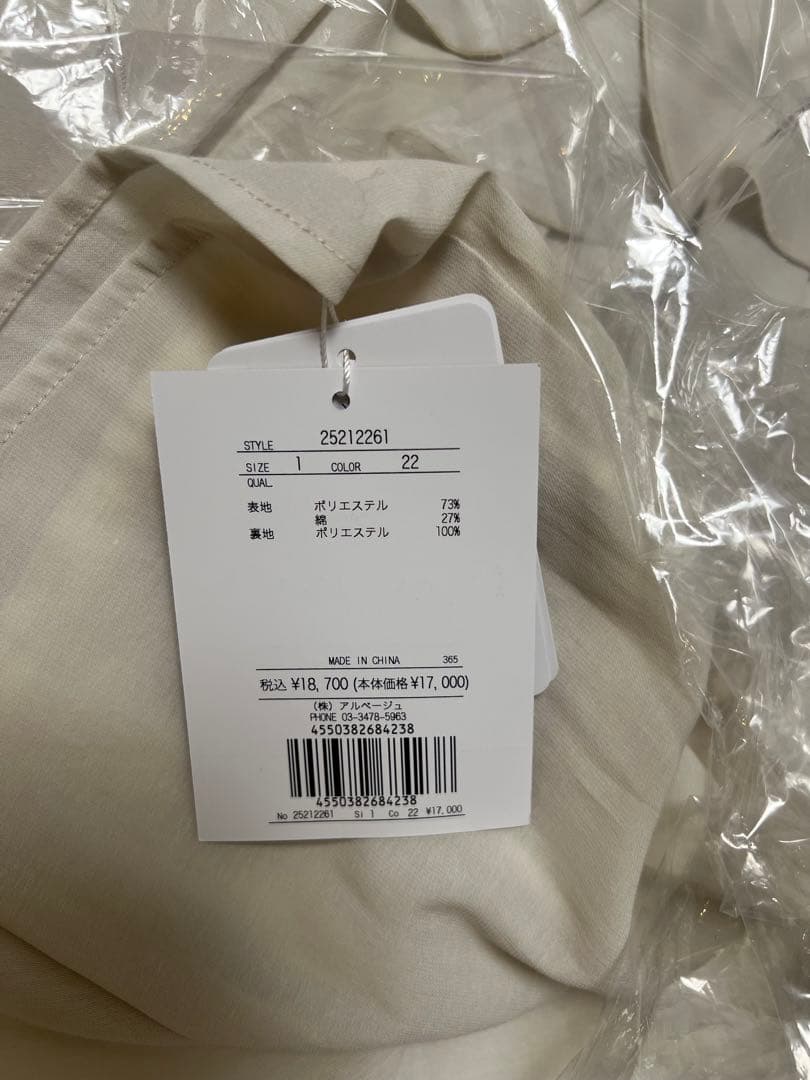 STYLE 25212261
SIZE 1 COLOR 22
QUAL
表地 ポリエステル 73%
綿 27%
裏地 ポリエステル 100%
MADE IN CHINA 365
税込 ¥18,700 (本体価格 ¥17,000)
(株) アルページュ
PHONE 03-3478-5963
4550382684238
4550382684238
No 25212261 Si 1 Co 22 ¥17,000